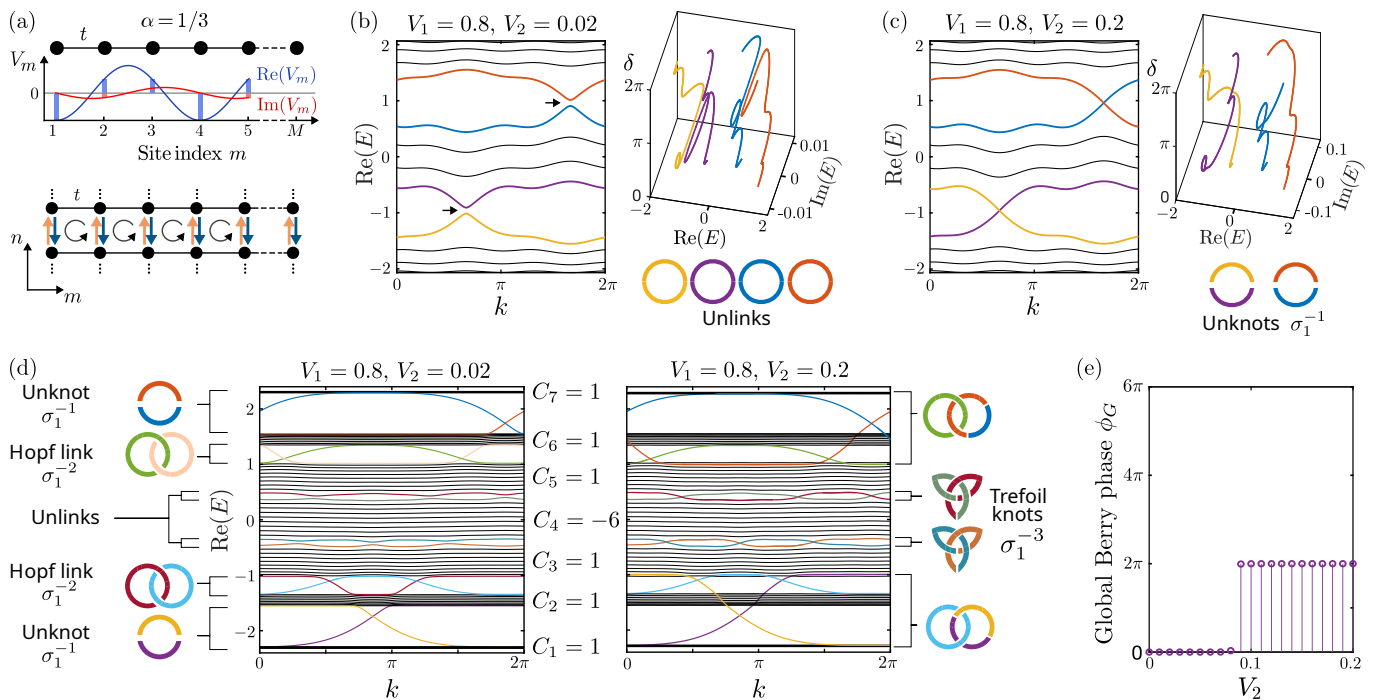 (a)
α = 1/3
t
V_m
Re(V_m)
0
Im(V_m)
1 2 3 4 5 M
Site index m
t
n
m
(b)
V_1 = 0.8, V_2 = 0.02
2
1
0
−1
−2
Re(E)
0 π 2π
k
δ
2π
π
0
−2
0
2
Re(E)
0.01
0
-0.01
Im(E)
Unlinks
(c)
V_1 = 0.8, V_2 = 0.2
2
1
0
−1
−2
Re(E)
0 π 2π
k
δ
2π
π
0
−2
0
2
Re(E)
0.1
0
-0.1
Im(E)
Unknots σ_1^{-1}
(d)
V_1 = 0.8, V_2 = 0.02
V_1 = 0.8, V_2 = 0.2
Unknot
σ_1^{-1}
Hopf link
σ_1^{-2}
Unlinks
Hopf link
σ_1^{-2}
Unknot
σ_1^{-1}
Re(E)
2
1
0
−1
−2
0 π 2π
k
C_7 = 1
C_6 = 1
C_5 = 1
C_4 = −6
C_3 = 1
C_2 = 1
C_1 = 1
0 π 2π
k
Trefoil
knots
σ_1^{-3}
(e)
Global Berry phase ϕ_G
6π
4π
2π
0
0 0.1 0.2
V_2